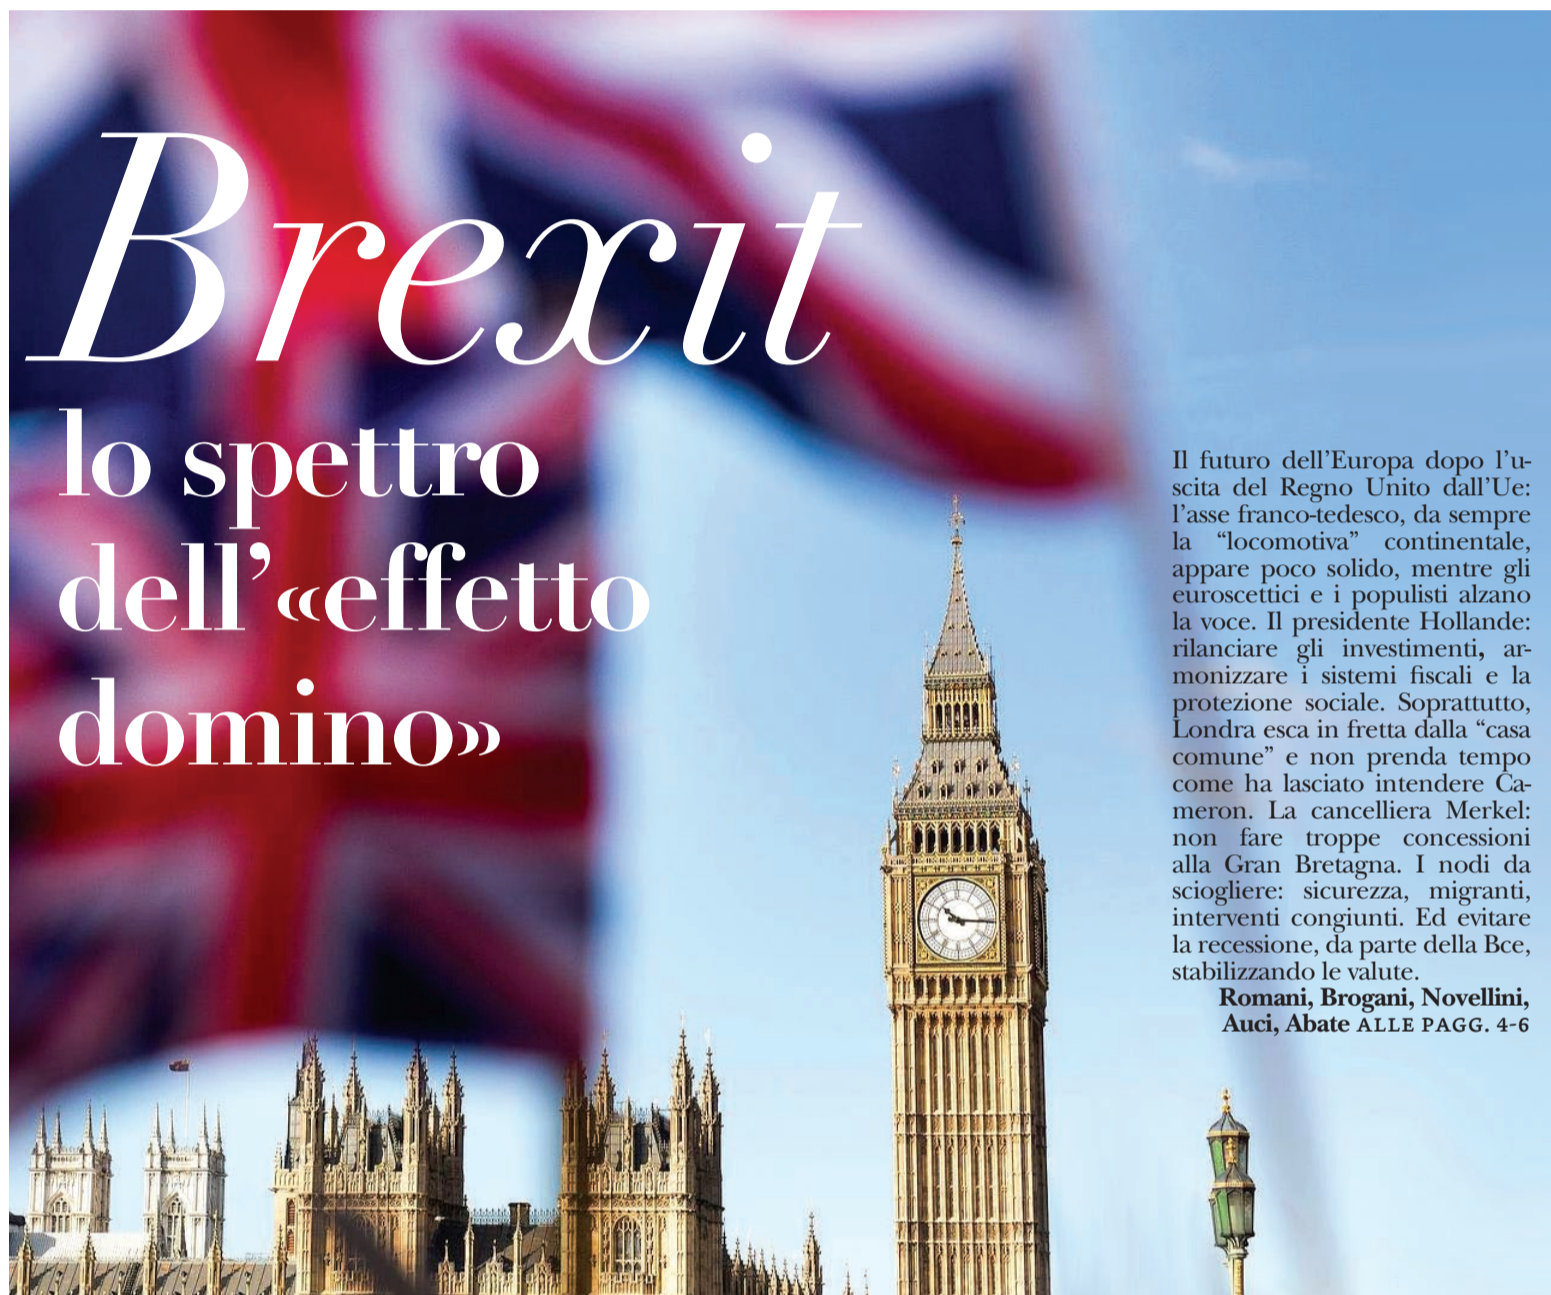 Brexit
lo spettro
dell’«effetto
domino»
Il futuro dell’Europa dopo l’u-
scita del Regno Unito dall’Ue:
l’asse franco-tedesco, da sempre
la “locomotiva” continentale,
appare poco solido, mentre gli
euroscettici e i populisti alzano
la voce. Il presidente Hollande:
rilanciare gli investimenti, ar-
monizzare i sistemi fiscali e la
protezione sociale. Soprattutto,
Londra esca in fretta dalla “casa
comune” e non prenda tempo
come ha lasciato intendere Ca-
meron. La cancelliera Merkel:
non fare troppe concessioni
alla Gran Bretagna. I nodi da
sciogliere: sicurezza, migranti,
interventi congiunti. Ed evitare
la recessione, da parte della Bce,
stabilizzando le valute.
Romani, Brogani, Novellini,
Auci, Abate ALLE PAGG. 4-6